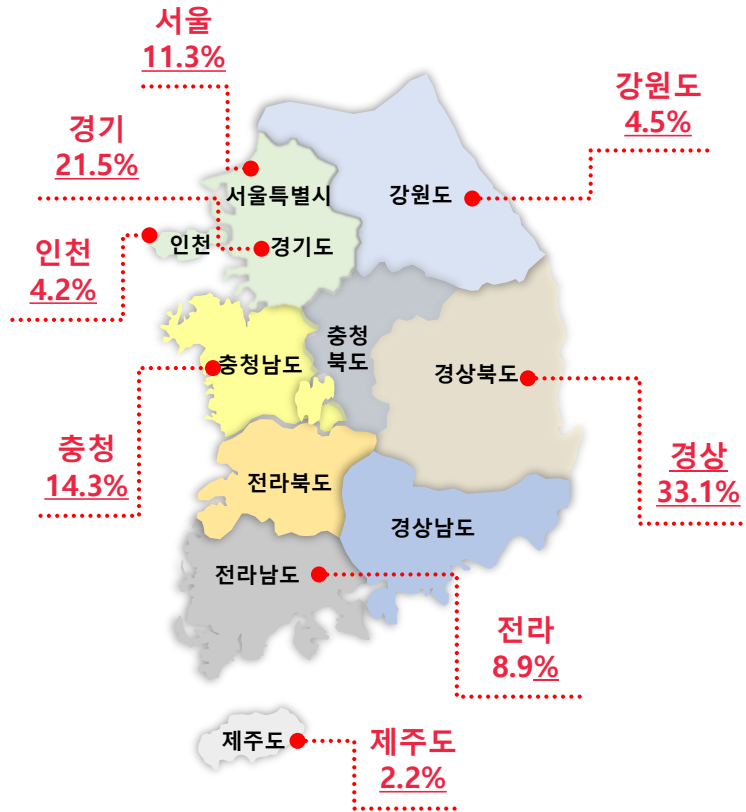 서울
11.3%
강원도
4.5%
경기
21.5%
서울특별시
강원도
인천
4.2%
인천
경기도
충청
북도
충청남도
경상북도
충청
14.3%
경상
33.1%
전라북도
경상남도
전라남도
전라
8.9%
제주도
제주도
2.2%